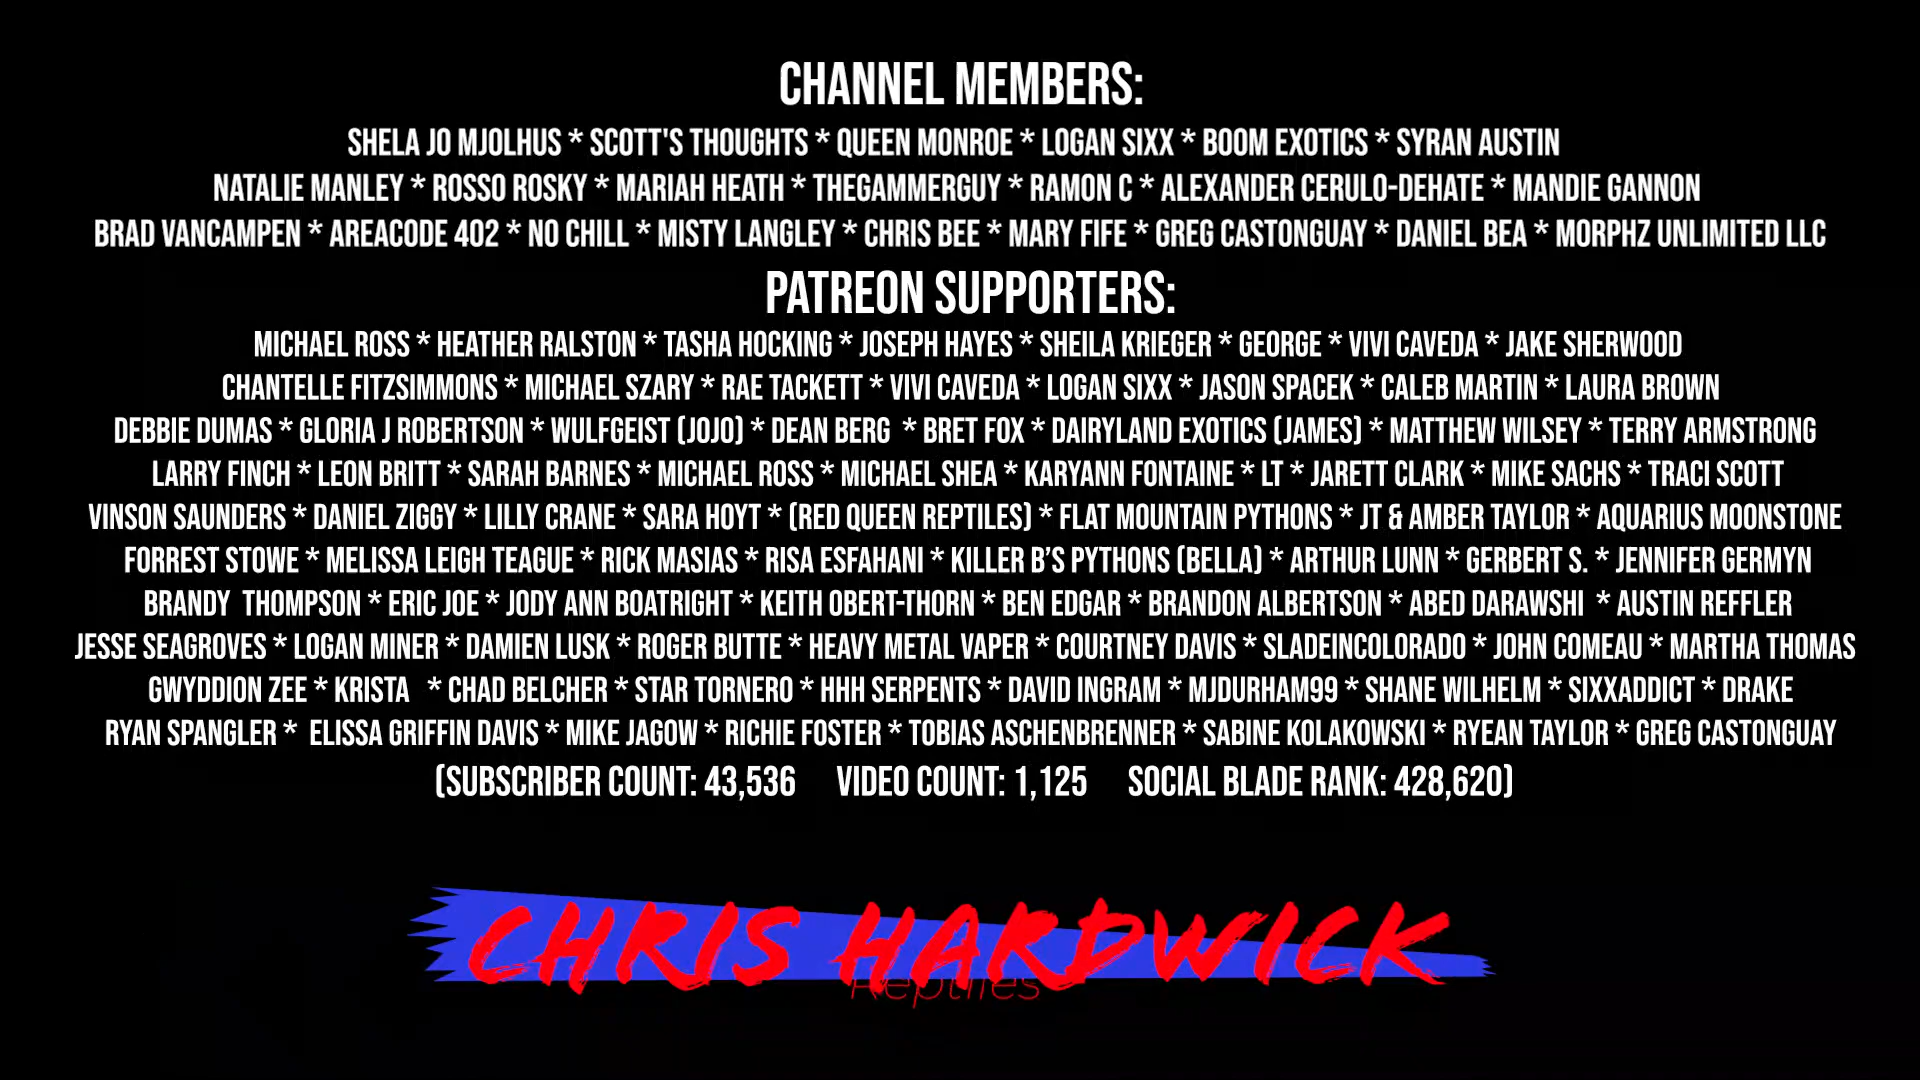 CHANNEL MEMBERS:
SHELA JO MJOLHUS * SCOTT'S THOUGHTS * QUEEN MONROE * LOGAN SIXX * BOOM EXOTICS * SYRAN AUSTIN
NATALIE MANLEY * ROSSO ROSKY * MARIAH HEATH * THEGAMMERGUY * RAMON C * ALEXANDER CERULO-DEHATE * MANDIE GANNON
BRAD VANCAMPEN * AREACODE 402 * NO CHILL * MISTY LANGLEY * CHRIS BEE * MARY FIFE * GREG CASTONGUAY * DANIEL BEA * MORPHZ UNLIMITED LLC
PATREON SUPPORTERS:
MICHAEL ROSS * HEATHER RALSTON * TASHA HOCKING * JOSEPH HAYES * SHEILA KRIEGER * GEORGE * VIVI CAVEDA * JAKE SHERWOOD
CHANTELLE FITZSIMMONS * MICHAEL SZARY * RAE TACKETT * VIVI CAVEDA * LOGAN SIXX * JASON SPACEK * CALEB MARTIN * LAURA BROWN
DEBBIE DUMAS * GLORIA J ROBERTSON * WULFGEIST (JOJO) * DEAN BERG * BRET FOX * DAIRYLAND EXOTICS (JAMES) * MATTHEW WILSEY * TERRY ARMSTRONG
LARRY FINCH * LEON BRITT * SARAH BARNES * MICHAEL ROSS * MICHAEL SHEA * KARYANN FONTAINE * LT * JARETT CLARK * MIKE SACHS * TRACI SCOTT
VINSON SAUNDERS * DANIEL ZIGGY * LILLY CRANE * SARA HOYT * (RED QUEEN REPTILES) * FLAT MOUNTAIN PYTHONS * JT & AMBER TAYLOR * AQUARIUS MOONSTONE
FORREST STOWE * MELISSA LEIGH TEAGUE * RICK MASIAS * RISA ESFAHANI * KILLER B’S PYTHONS (BELLA) * ARTHUR LUNN * GERBERT S. * JENNIFER GERMYN
BRANDY THOMPSON * ERIC JOE * JODY ANN BOATRIGHT * KEITH OBERT-THORN * BEN EDGAR * BRANDON ALBERTSON * ABED DARAWSHI * AUSTIN REFFLER
JESSE SEAGROVES * LOGAN MINER * DAMIEN LUSK * ROGER BUTTE * HEAVY METAL VAPER * COURTNEY DAVIS * SLADEINCOLORADO * JOHN COMEAU * MARTHA THOMAS
GWYDDION ZEE * KRISTA * CHAD BELCHER * STAR TORNERO * HHH SERPENTS * DAVID INGRAM * MJDURHAM99 * SHANE WILHELM * SIXXADDICT * DRAKE
RYAN SPANGLER * ELISSA GRIFFIN DAVIS * MIKE JAGOW * RICHIE FOSTER * TOBIAS ASCHENBRENNER * SABINE KOLAKOWSKI * RYEAN TAYLOR * GREG CASTONGUAY
(SUBSCRIBER COUNT: 43,536 VIDEO COUNT: 1,125 SOCIAL BLADE RANK: 428,620)
CHRIS HARDWICK
Reptiles